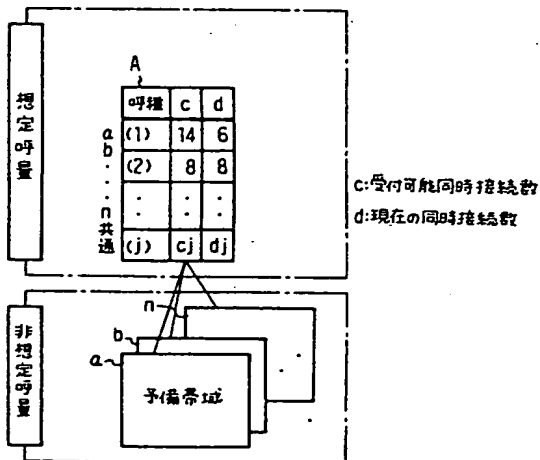 想定呼量
A
呼種 c d
(1) 14 6
(2) 8 8
: : :
(j) cj dj
ab・・・n共通
c:受付可能同時接続数
d:現在の同時接続数
非想定呼量
n
b
a
予備帯域